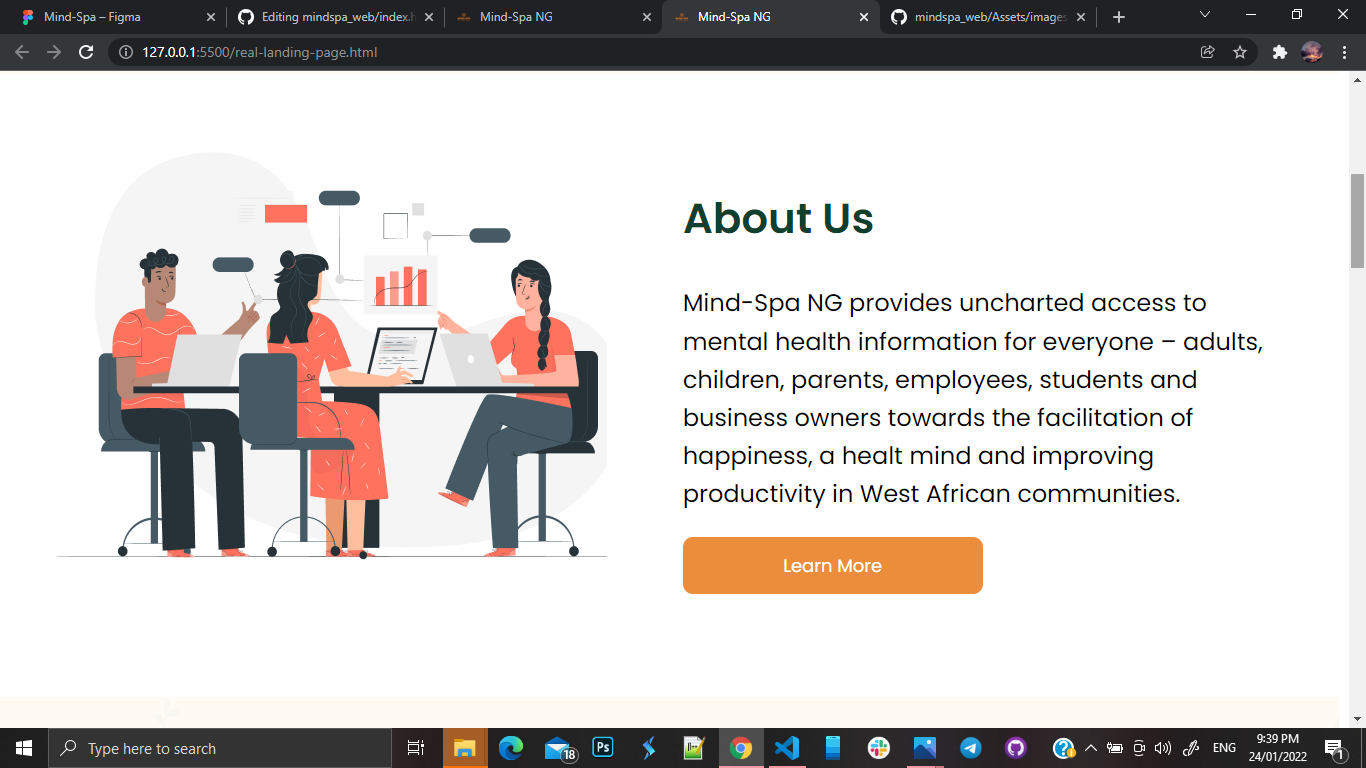 Mind-Spa – Figma
Editing mindspa_web/index.h
Mind-Spa NG
Mind-Spa NG
mindspa_web/Assets/images
127.0.0.1:5500/real-landing-page.html
About Us
Mind-Spa NG provides uncharted access to
mental health information for everyone – adults,
children, parents, employees, students and
business owners towards the facilitation of
happiness, a healt mind and improving
productivity in West African communities.
Learn More
Type here to search
18
Ps
ENG
9:39 PM
24/01/2022
1